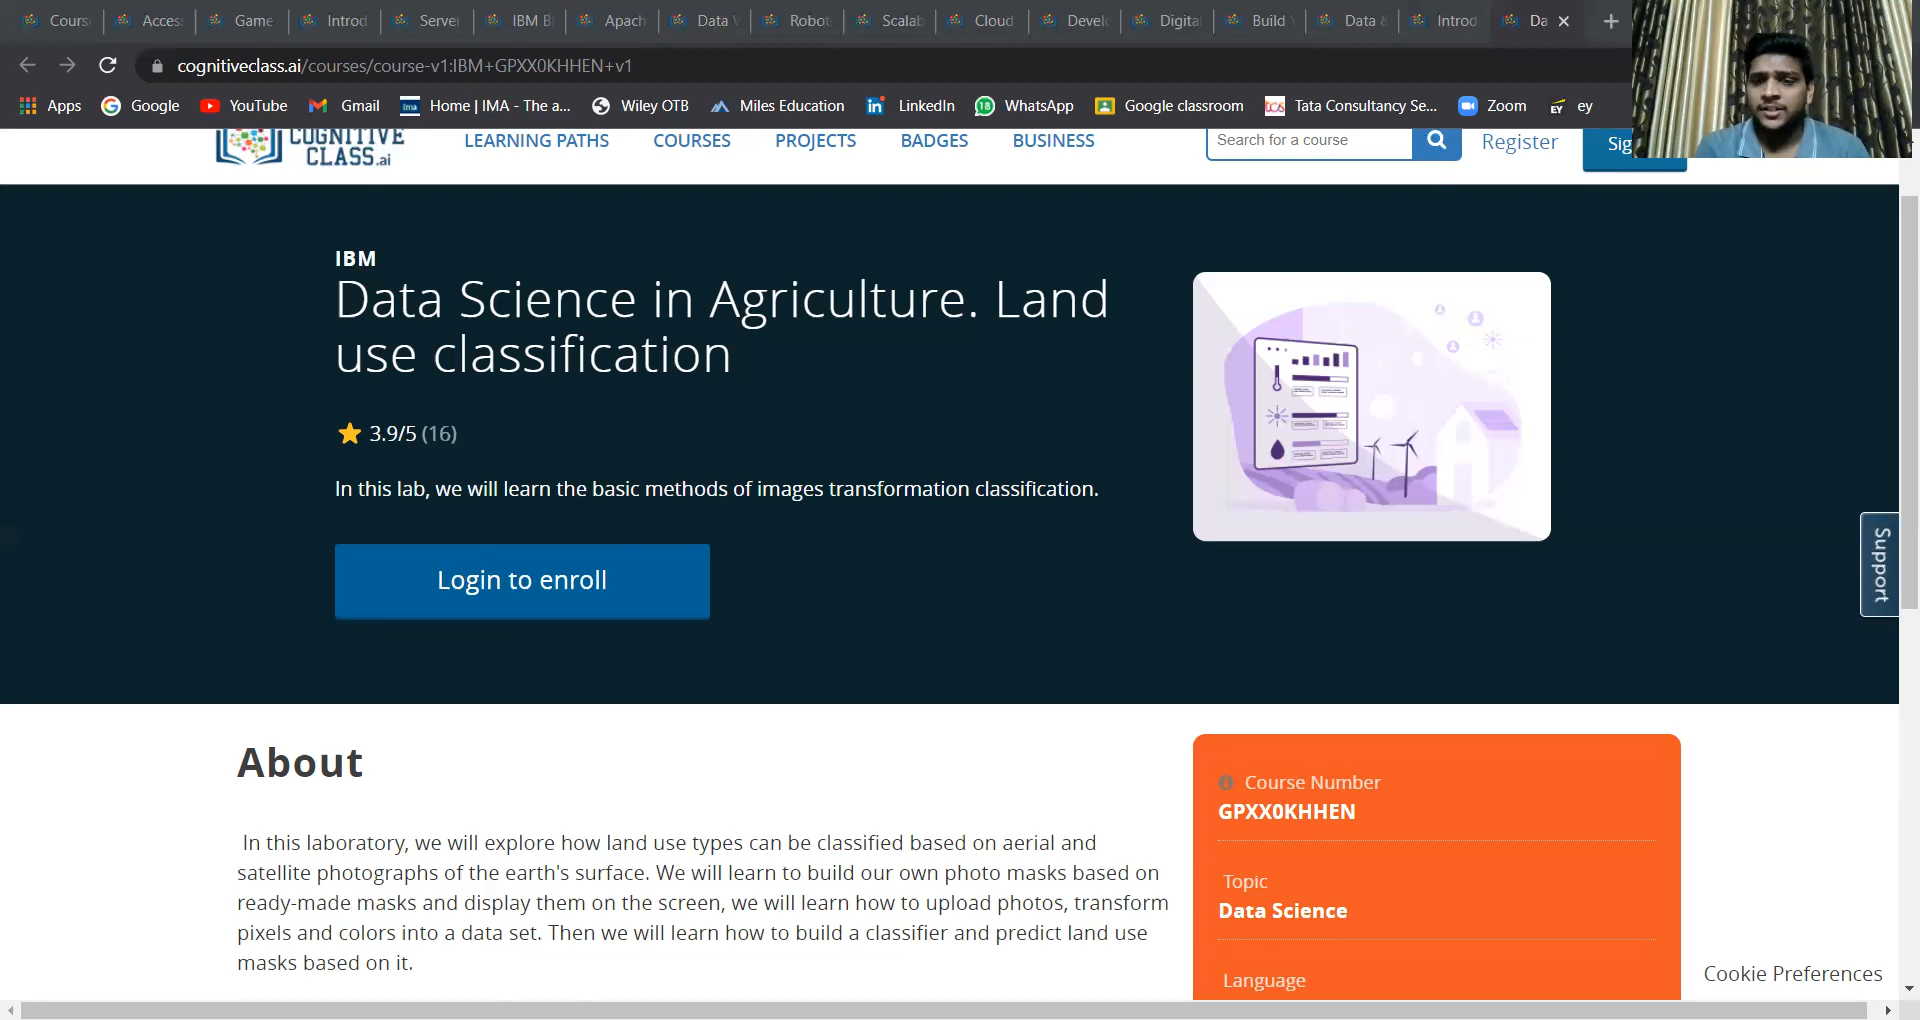 Cours
Acces
Game
Introd
Server
IBM B
Apach
Data V
Robot
Scalab
Cloud
Devel
Digita
Build
Data &
Introd
Da
cognitiveclass.ai/courses/course-v1:IBM+GPXX0KHHEN+v1
Apps
Google
YouTube
Gmail
ima
Home | IMA - The a...
Wiley OTB
Miles Education
in
LinkedIn
18
WhatsApp
Google classroom
tcs
Tata Consultancy Se...
Zoom
EY
ey
COGNITIVE
CLASS.ai
LEARNING PATHS
COURSES
PROJECTS
BADGES
BUSINESS
Search for a course
Register
Sig
IBM
Data Science in Agriculture. Land
use classification
3.9/5 (16)
In this lab, we will learn the basic methods of images transformation classification.
Login to enroll
Support
About
In this laboratory, we will explore how land use types can be classified based on aerial and
satellite photographs of the earth's surface. We will learn to build our own photo masks based on
ready-made masks and display them on the screen, we will learn how to upload photos, transform
pixels and colors into a data set. Then we will learn how to build a classifier and predict land use
masks based on it.
Course Number
GPXX0KHHEN
Topic
Data Science
Language
Cookie Preferences